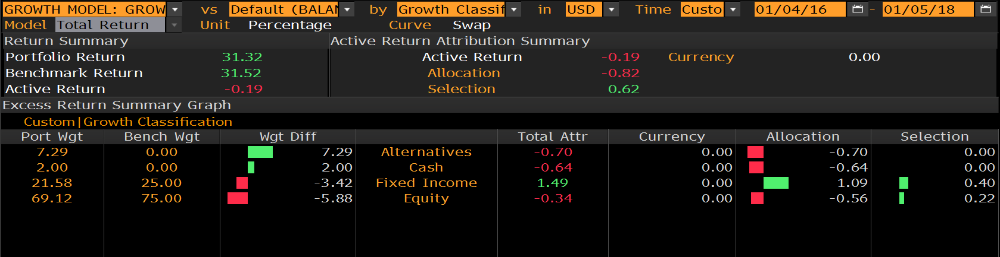 GROWTH MODEL: GROW vs Default (BALAN by Growth Classif in USD Time Custo 01/04/16 - 01/05/18
Model Total Return Unit Percentage Curve Swap
Return Summary Active Return Attribution Summary
Portfolio Return 31.32 Active Return -0.19 Currency 0.00
Benchmark Return 31.52 Allocation -0.82
Active Return -0.19 Selection 0.62
Excess Return Summary Graph
Custom|Growth Classification
Port Wgt Bench Wgt Wgt Diff Total Attr Currency Allocation Selection
7.29 0.00 7.29 Alternatives -0.70 0.00 -0.70 0.00
2.00 0.00 2.00 Cash -0.64 0.00 -0.64 0.00
21.58 25.00 -3.42 Fixed Income 1.49 0.00 1.09 0.40
69.12 75.00 -5.88 Equity -0.34 0.00 -0.56 0.22